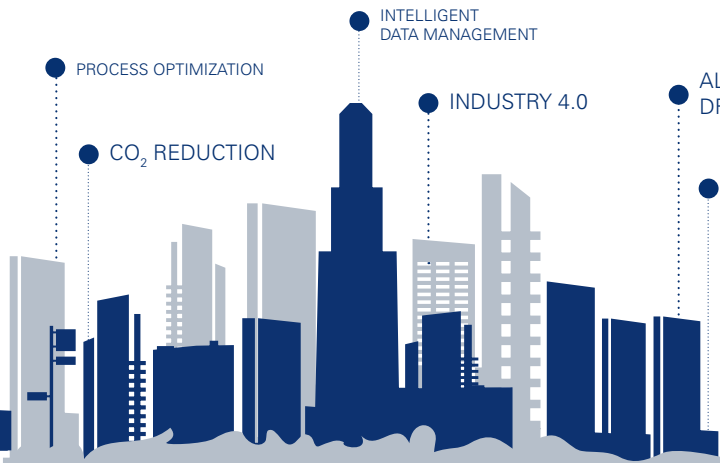 INTELLIGENT
DATA MANAGEMENT
PROCESS OPTIMIZATION
INDUSTRY 4.0
CO₂ REDUCTION